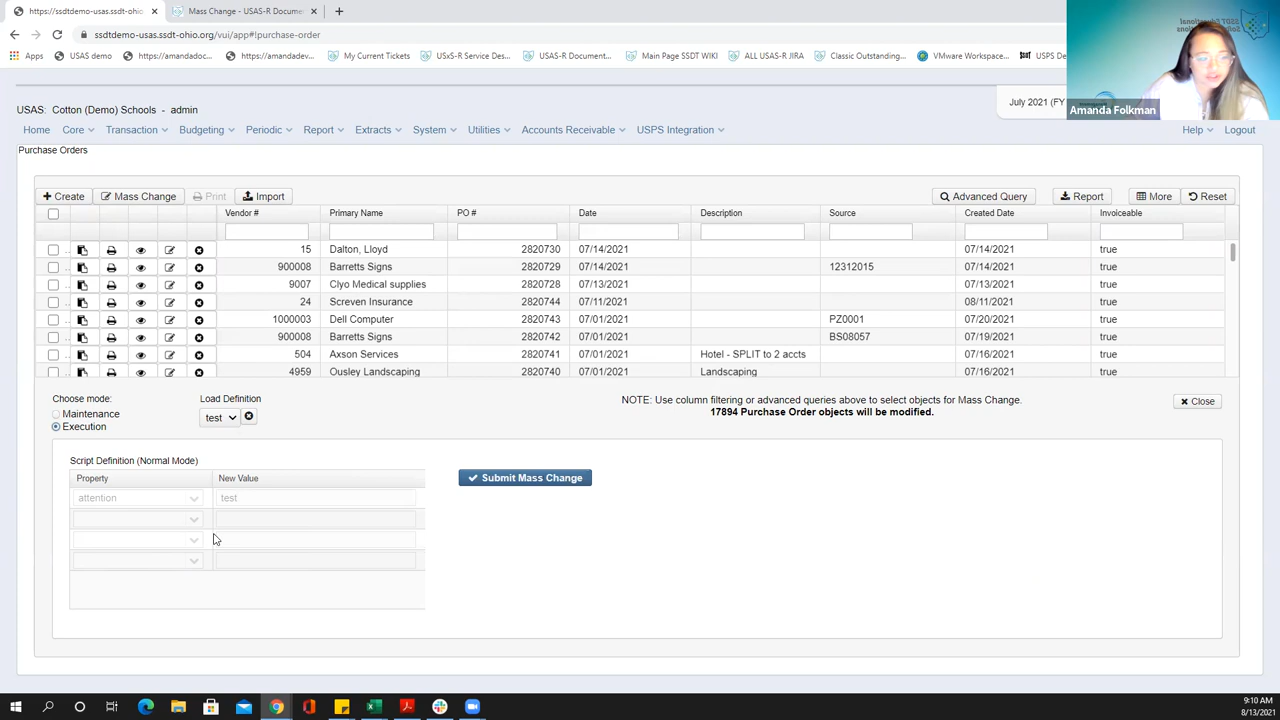 https://ssdtdemo-usas.ssdt-ohio.org/
Mass Change - USAS-R Documen
ssdtdemo-usas.ssdt-ohio.org/vui/app#!purchase-order
Apps
USAS demo
https://amandadoc...
https://amandadev...
My Current Tickets
USxS-R Service Des...
USAS-R Document...
Main Page SSDT WIKI
ALL USAS-R JIRA
Classic Outstanding...
VMware Workspace...
USPS De
Amanda Folkman
USAS: Cotton (Demo) Schools - admin
July 2021 (FY
Home Core Transaction Budgeting Periodic Report Extracts System Utilities Accounts Receivable USPS Integration Help Logout
Purchase Orders
Create Mass Change Print Import Advanced Query Report More Reset
Vendor # Primary Name PO # Date Description Source Created Date Invoiceable
15 Dalton, Lloyd 2820730 07/14/2021 07/14/2021 true
900008 Barretts Signs 2820729 07/14/2021 12312015 07/14/2021 true
9007 Clyo Medical supplies 2820728 07/13/2021 07/13/2021 true
24 Screven Insurance 2820744 07/11/2021 08/11/2021 true
1000003 Dell Computer 2820743 07/01/2021 PZ0001 07/20/2021 true
900008 Barretts Signs 2820742 07/01/2021 BS08057 07/19/2021 true
504 Axson Services 2820741 07/01/2021 Hotel - SPLIT to 2 accts 07/16/2021 true
4959 Ousley Landscaping 2820740 07/01/2021 Landscaping 07/16/2021 true
Choose mode:
Maintenance
Execution
Load Definition
test
NOTE: Use column filtering or advanced queries above to select objects for Mass Change.
17894 Purchase Order objects will be modified.
Close
Script Definition (Normal Mode)
Property New Value
attention test
Submit Mass Change
9:10 AM
8/13/2021